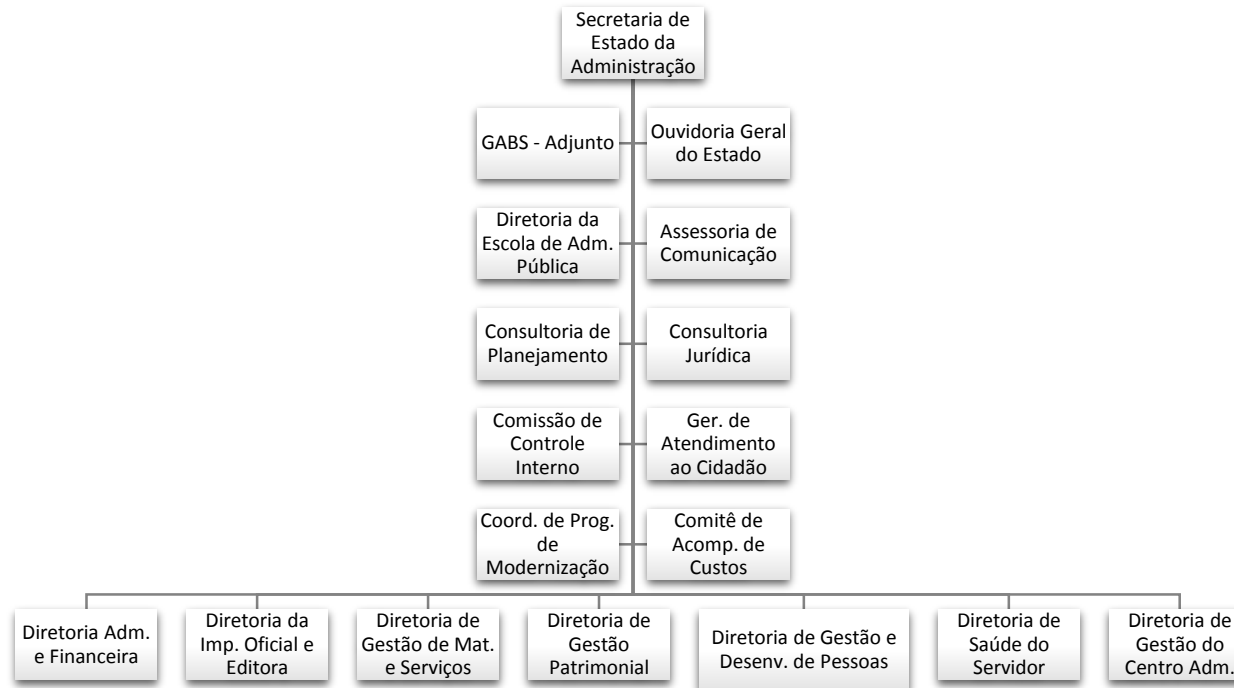 Secretaria de
Estado da
Administração
GABS - Adjunto
Ouvidoria Geral
do Estado
Diretoria da
Escola de Adm.
Pública
Assessoria de
Comunicação
Consultoria de
Planejamento
Consultoria
Jurídica
Comissão de
Controle
Interno
Ger. de
Atendimento
ao Cidadão
Coord. de Prog.
de
Modernização
Comitê de
Acomp. de
Custos
Diretoria Adm.
e Financeira
Diretoria da
Imp. Oficial e
Editora
Diretoria de
Gestão de Mat.
e Serviços
Diretoria de
Gestão
Patrimonial
Diretoria de Gestão e
Desenv. de Pessoas
Diretoria de
Saúde do
Servidor
Diretoria de
Gestão do
Centro Adm.